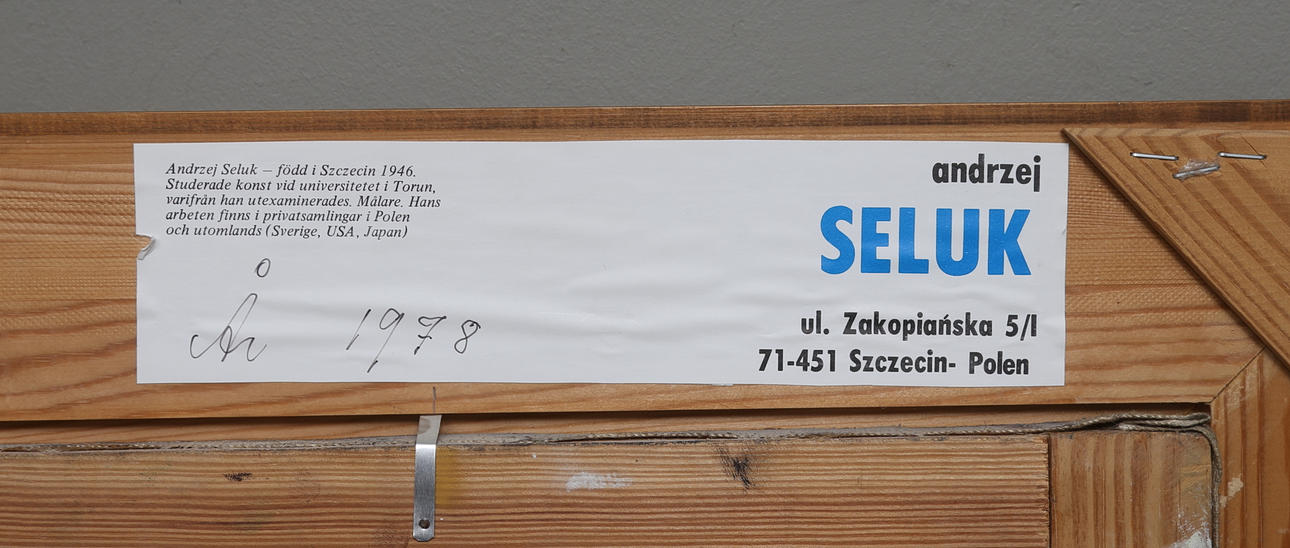 Andrzej Seluk – född i Szczecin 1946.
Studerade konst vid universitetet i Torun,
varifrån han utexaminerades. Målare. Hans
arbeten finns i privatsamlingar i Polen
och utomlands (Sverige, USA, Japan)
År 1978
andrzej
SELUK
ul. Zakopiańska 5/I
71-451 Szczecin- Polen